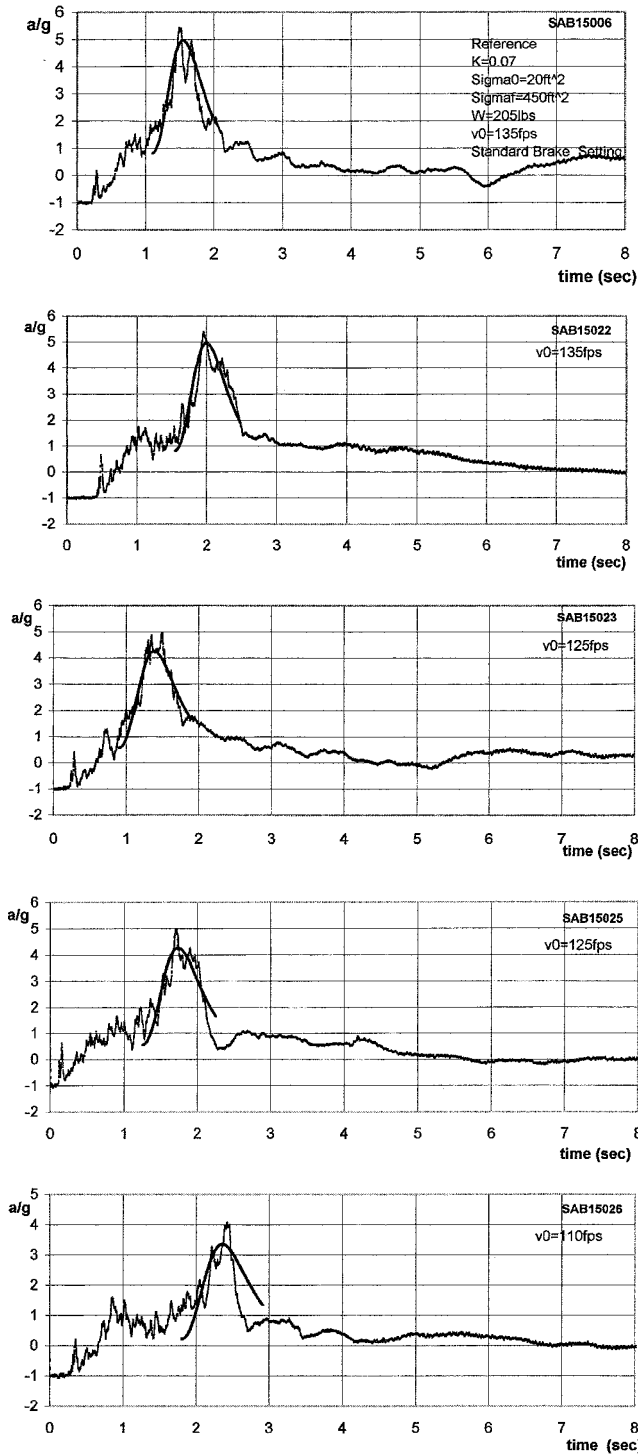 a/g
SAB15006
6
5
4
3
2
1
0
-1
-2
Reference
K=0.07
Sigma0=20ft^2
Sigmaf=450ft^2
W=205lbs
v0=135fps
Standard Brake Setting
0 1 2 3 4 5 6 7 8
time (sec)
a/g
SAB15022
v0=135fps
6
5
4
3
2
1
0
-1
-2
0 1 2 3 4 5 6 7 8
time (sec)
a/g
SAB15023
v0=125fps
6
5
4
3
2
1
0
-1
-2
0 1 2 3 4 5 6 7 8
time (sec)
a/g
SAB15025
v0=125fps
6
5
4
3
2
1
0
-1
-2
0 1 2 3 4 5 6 7 8
time (sec)
a/g
SAB15026
v0=110fps
5
4
3
2
1
0
-1
-2
0 1 2 3 4 5 6 7 8
time (sec)